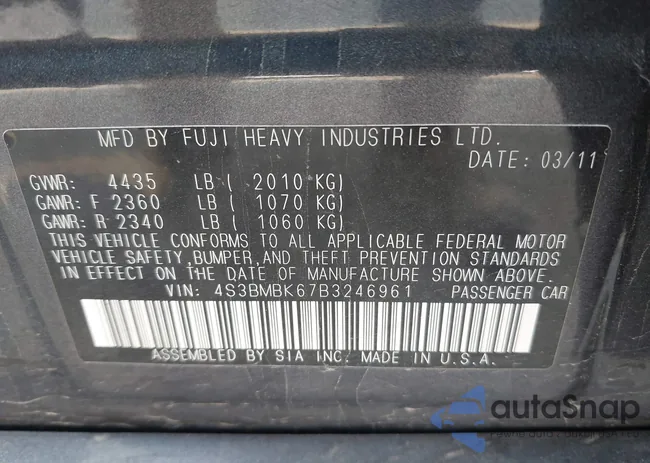 MFD BY FUJI HEAVY INDUSTRIES LTD.
DATE: 03/11
GVWR: 4435 LB ( 2010 KG)
GAWR: F 2360 LB ( 1070 KG)
GAWR: R 2340 LB ( 1060 KG)
THIS VEHICLE CONFORMS TO ALL APPLICABLE FEDERAL MOTOR
VEHICLE SAFETY, BUMPER, AND THEFT PREVENTION STANDARDS
IN EFFECT ON THE DATE OF MANUFACTURE SHOWN ABOVE.
VIN: 4S3BMBK67B3246961 PASSENGER CAR
ASSEMBLED BY SIA INC. MADE IN U.S.A.
autaSnap
Pewne auta z